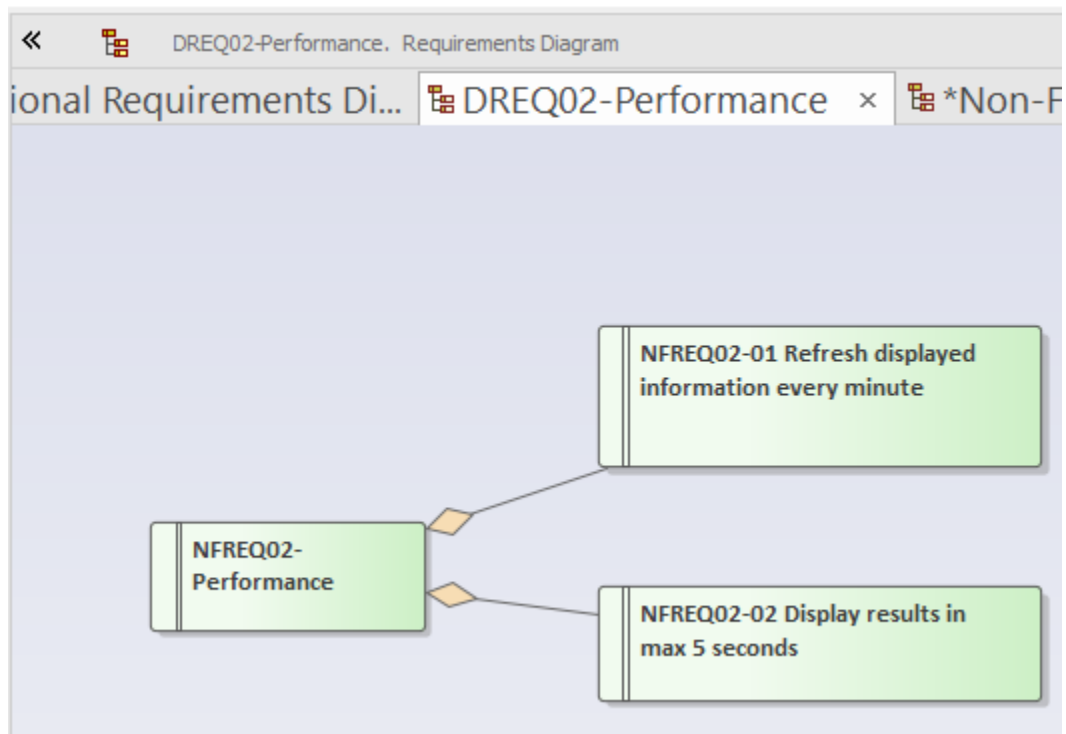 «
DREQ02-Performance. Requirements Diagram
ional Requirements Di... DREQ02-Performance × *Non-F
NFREQ02-01 Refresh displayed
information every minute
NFREQ02-
Performance
NFREQ02-02 Display results in
max 5 seconds